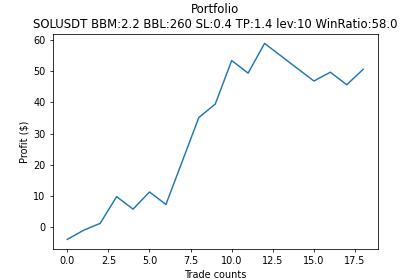 Portfolio
SOLUSDT BBM:2.2 BBL:260 SL:0.4 TP:1.4 lev:10 WinRatio:58.0
60
50
40
30
20
10
0
Profit ($)
0.0 2.5 5.0 7.5 10.0 12.5 15.0 17.5
Trade counts